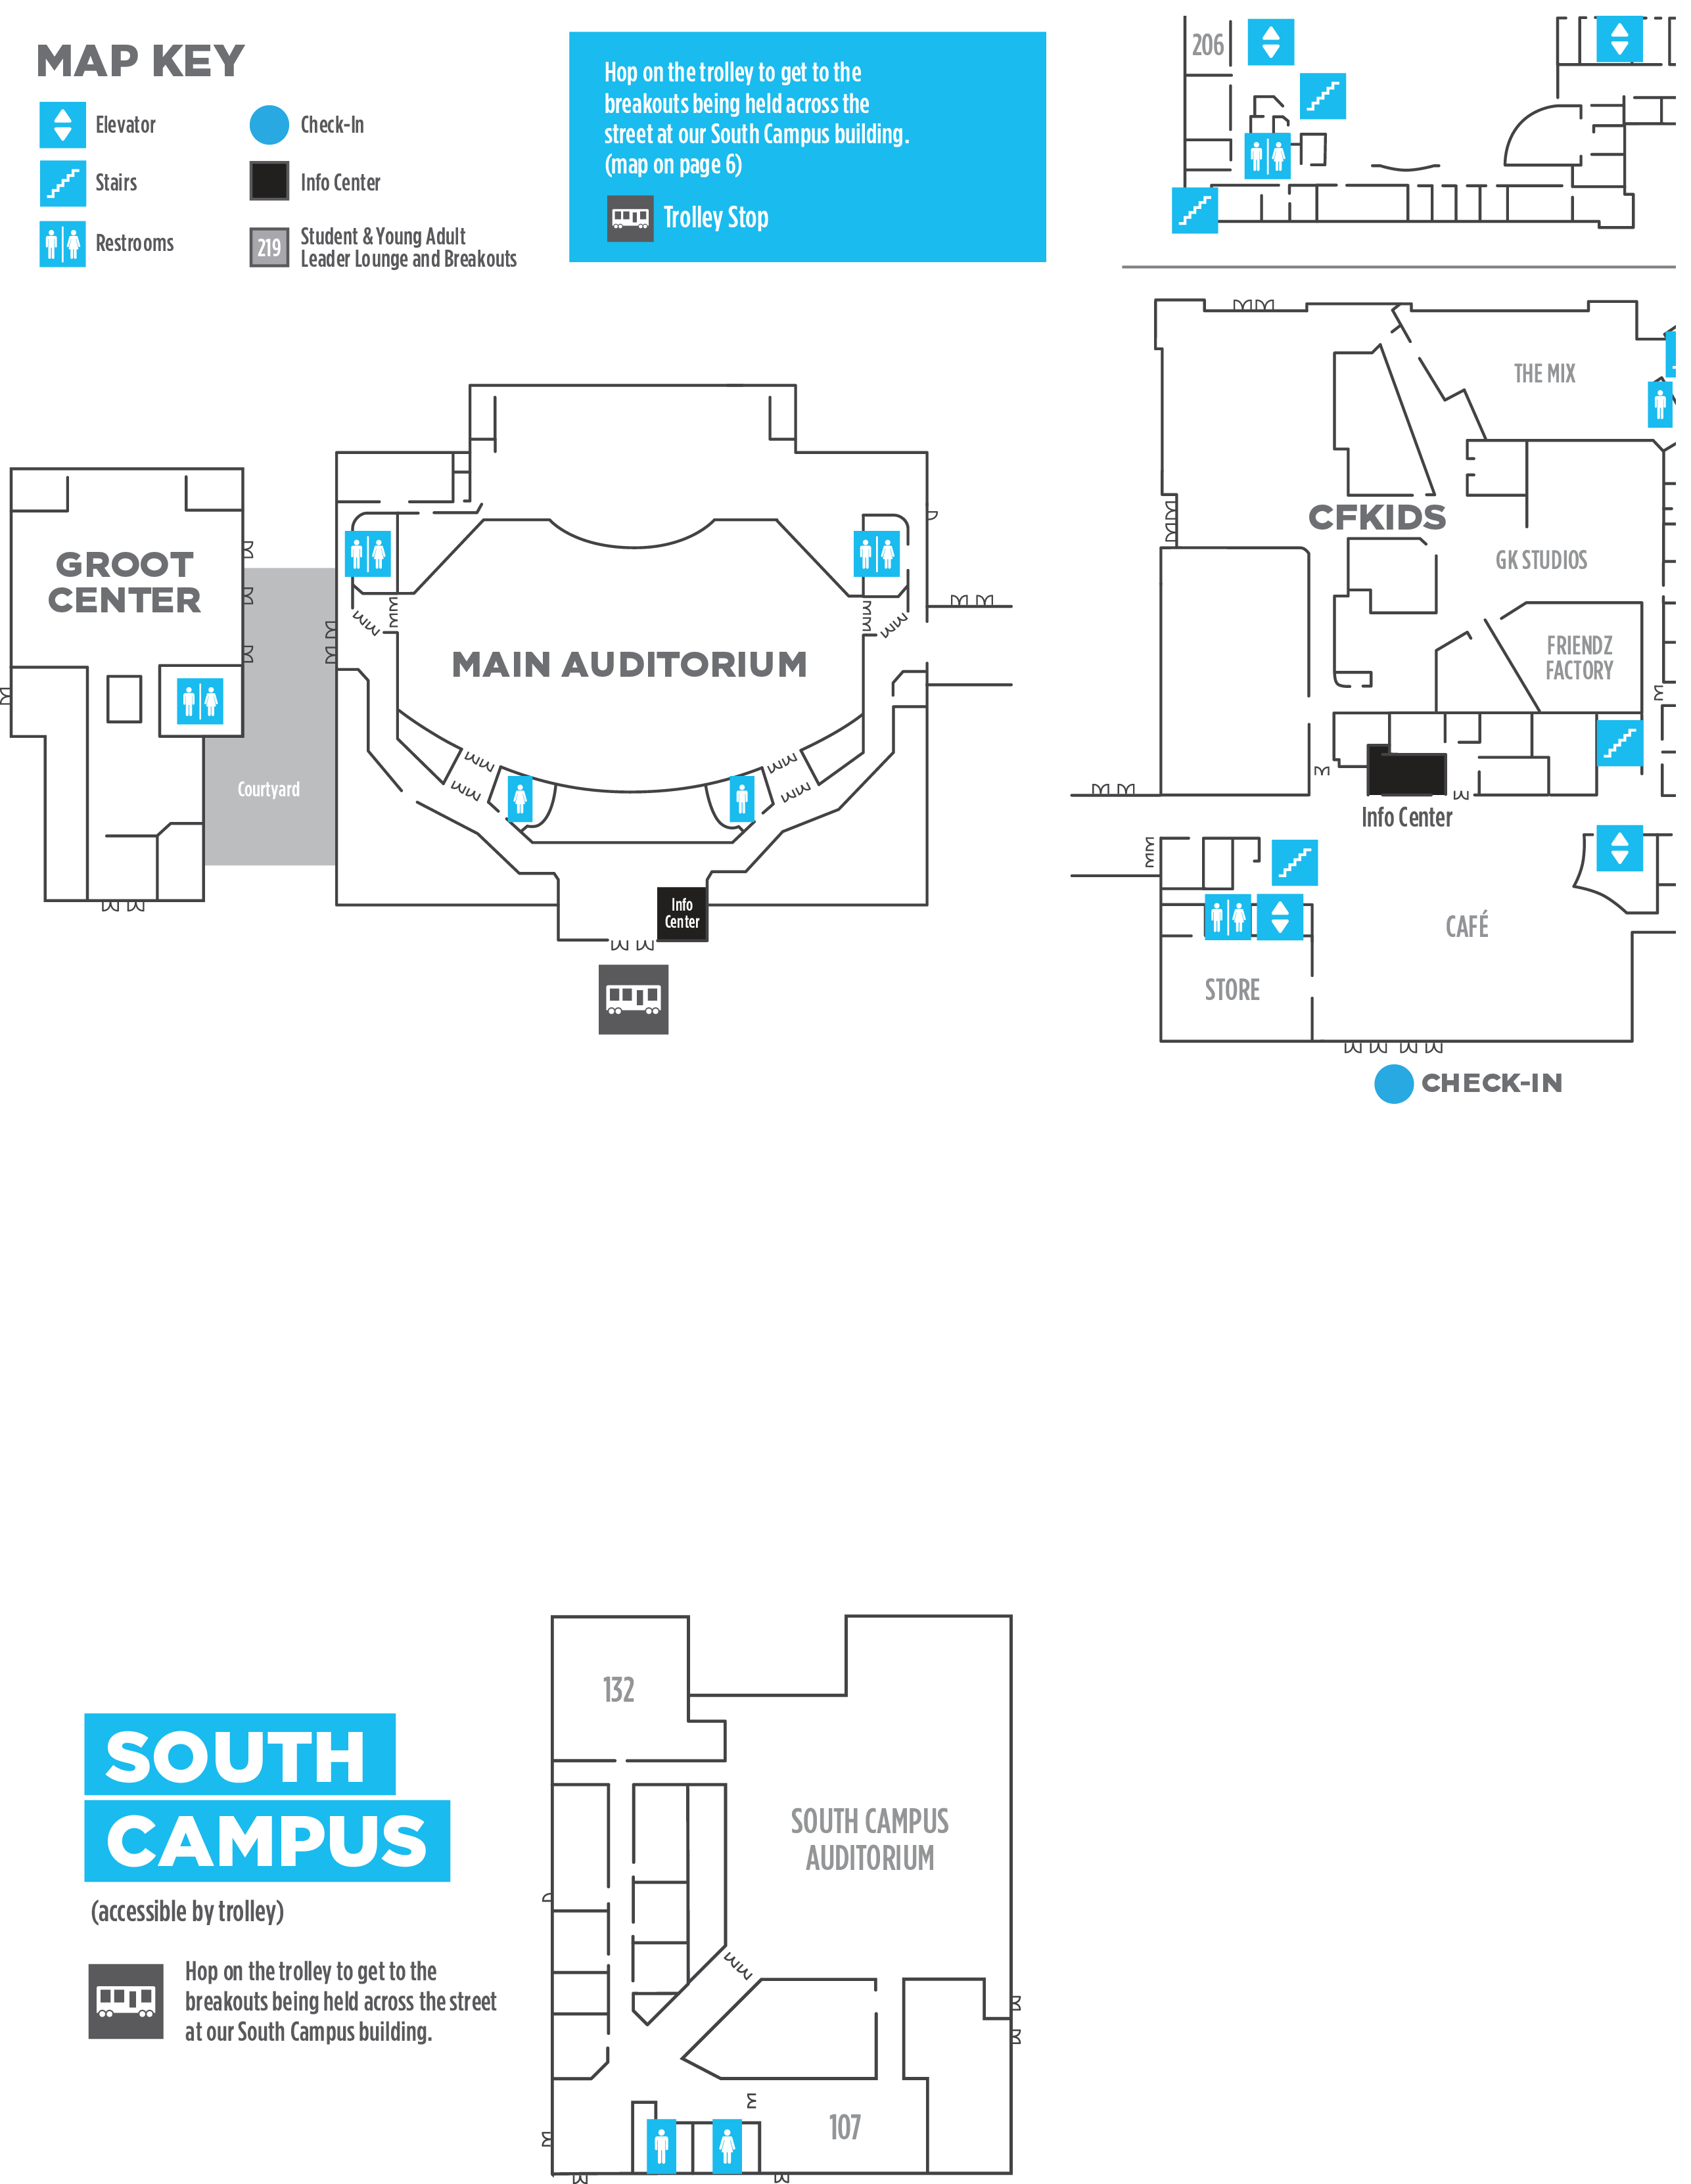 MAP KEY
Elevator
Stairs
Restrooms
Check-In
Info Center
219
Student & Young Adult
Leader Lounge and Breakouts
Hop on the trolley to get to the
breakouts being held across the
street at our South Campus building.
(map on page 6)
Trolley Stop
206
THE MIX
CFKIDS
GK STUDIOS
FRIENDZ
FACTORY
Info Center
CAFÉ
STORE
CHECK-IN
GROOT
CENTER
MAIN AUDITORIUM
Courtyard
Info
Center
SOUTH
CAMPUS
(accessible by trolley)
Hop on the trolley to get to the
breakouts being held across the street
at our South Campus building.
132
SOUTH CAMPUS
AUDITORIUM
107